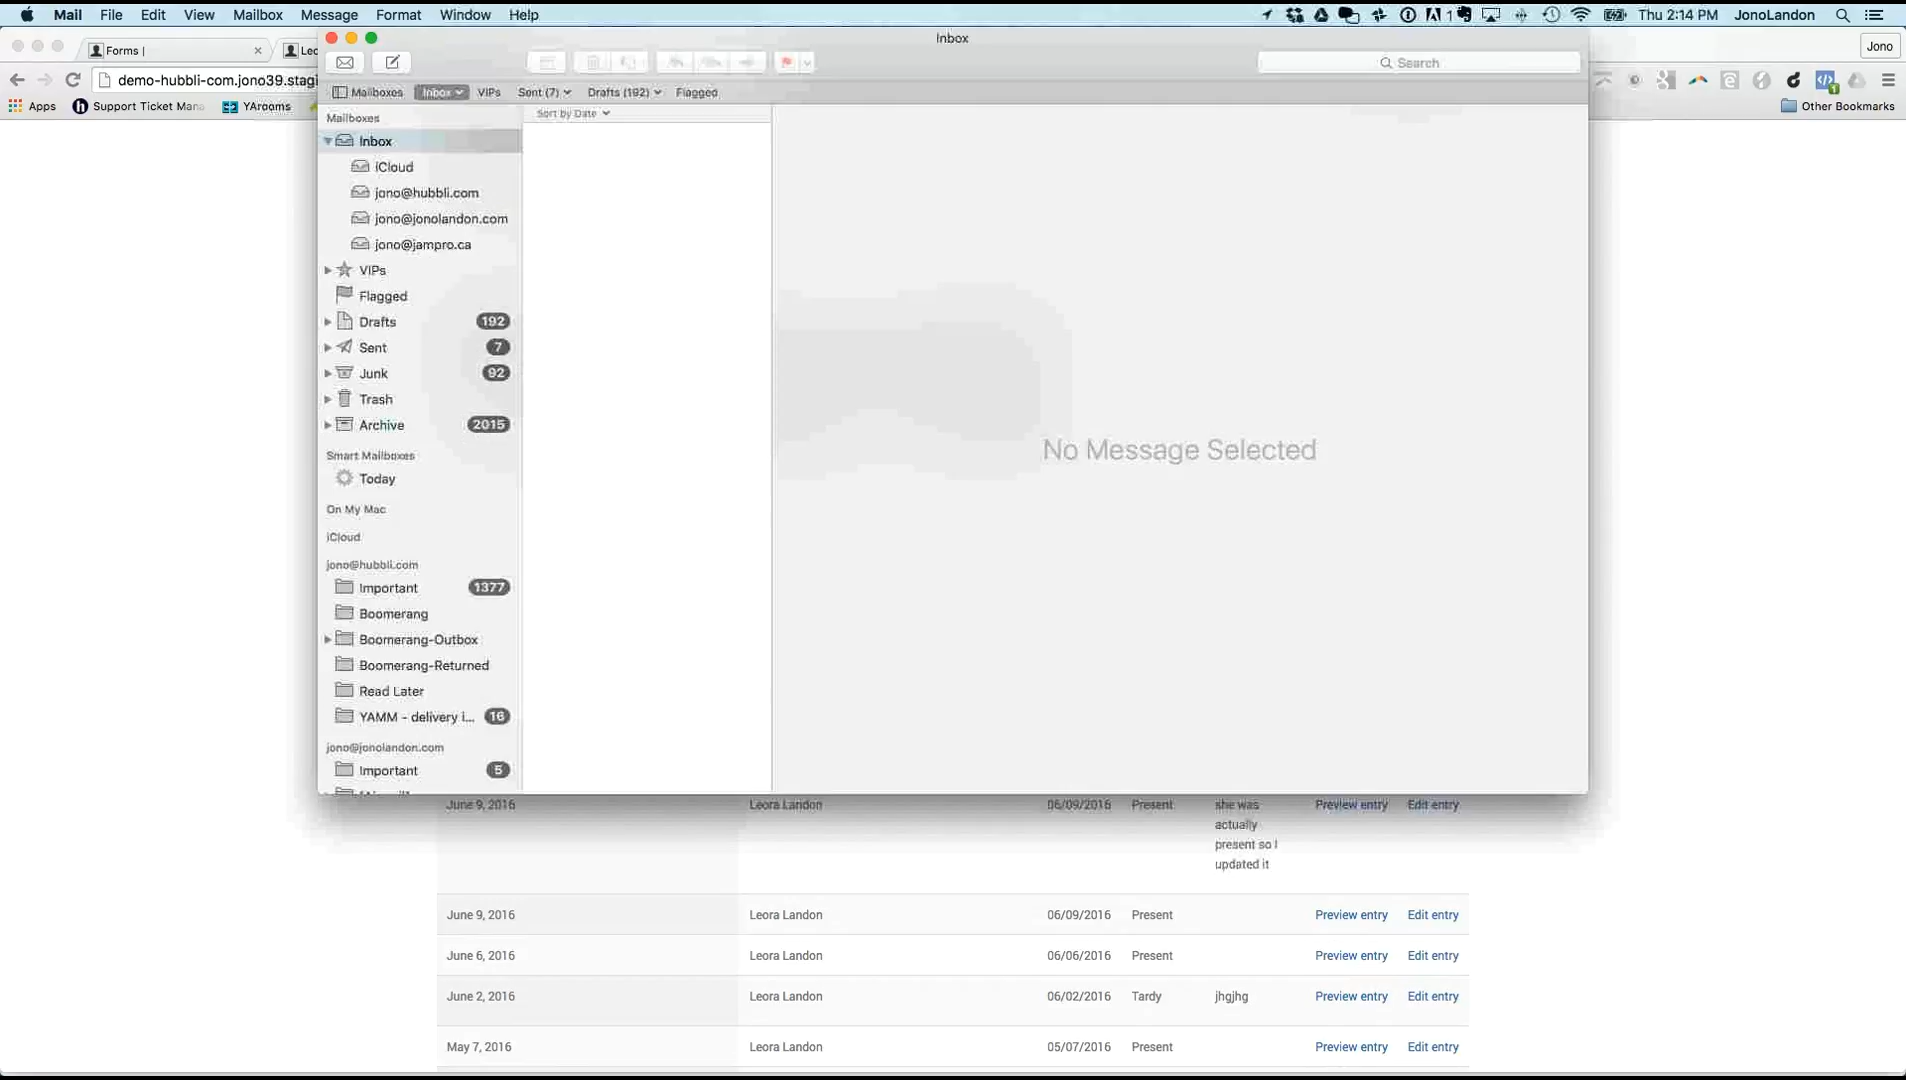 Mail File Edit View Mailbox Message Format Window Help 1 Thu 2:14 PM JonoLandon
Forms | Inbox Jono
demo-hubbli-com.jono39. Search
Apps Support Ticket YArooms Mailboxes Inbox VIPs Sent (7) Drafts (192) Flagged Other Bookmarks
Mailboxes Sort by Date
Inbox
iCloud
jono@hubbli.com
jono@jonolandon.com
jono@jampro.ca
VIPs
Flagged
Drafts 192
Sent 7
Junk 92
Trash
Archive 2015
No Message Selected
Smart Mailboxes
Today
On My Mac
iCloud
jono@hubbli.com
Important 1377
Boomerang
Boomerang-Outbox
Boomerang-Returned
Read Later
YAMM - delivery i... 16
jono@jonolandon.com
Important 5
June 9, 2016 Leora Landon 06/09/2016 Present she was Preview entry Edit entry
actually
present so I
updated it
June 9, 2016 Leora Landon 06/09/2016 Present Preview entry Edit entry
June 6, 2016 Leora Landon 06/06/2016 Present Preview entry Edit entry
June 2, 2016 Leora Landon 06/02/2016 Tardy jhgjhg Preview entry Edit entry
May 7, 2016 Leora Landon 05/07/2016 Present Preview entry Edit entry